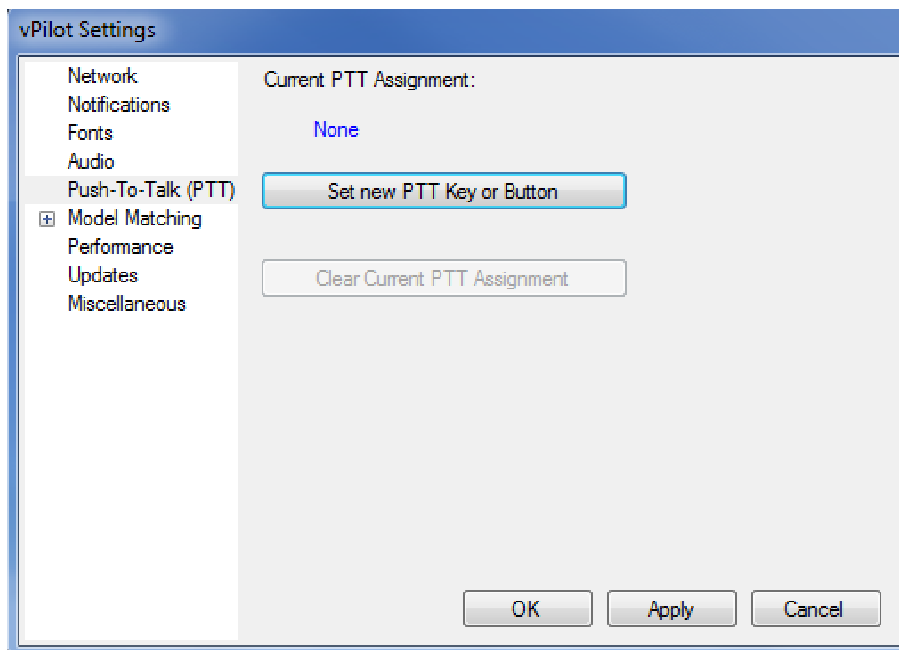 vPilot Settings
Network
Notifications
Fonts
Audio
Push-To-Talk (PTT)
Model Matching
Performance
Updates
Miscellaneous
Current PTT Assignment:
None
Set new PTT Key or Button
Clear Current PTT Assignment
OK
Apply
Cancel